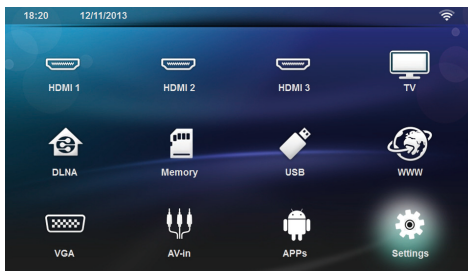 18:20 12/11/2013
HDMI 1 HDMI 2 HDMI 3 TV
DLNA Memory USB WWW
VGA AV-in APPs Settings